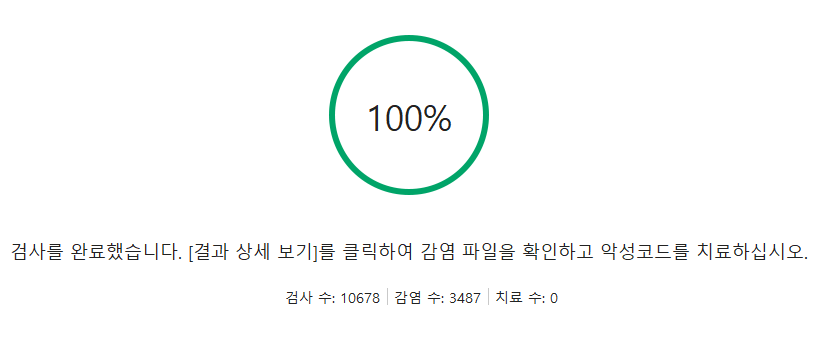 100%
검사를 완료했습니다. [결과 상세 보기]를 클릭하여 감염 파일을 확인하고 악성코드를 치료하십시오.
검사 수: 10678 | 감염 수: 3487 | 치료 수: 0